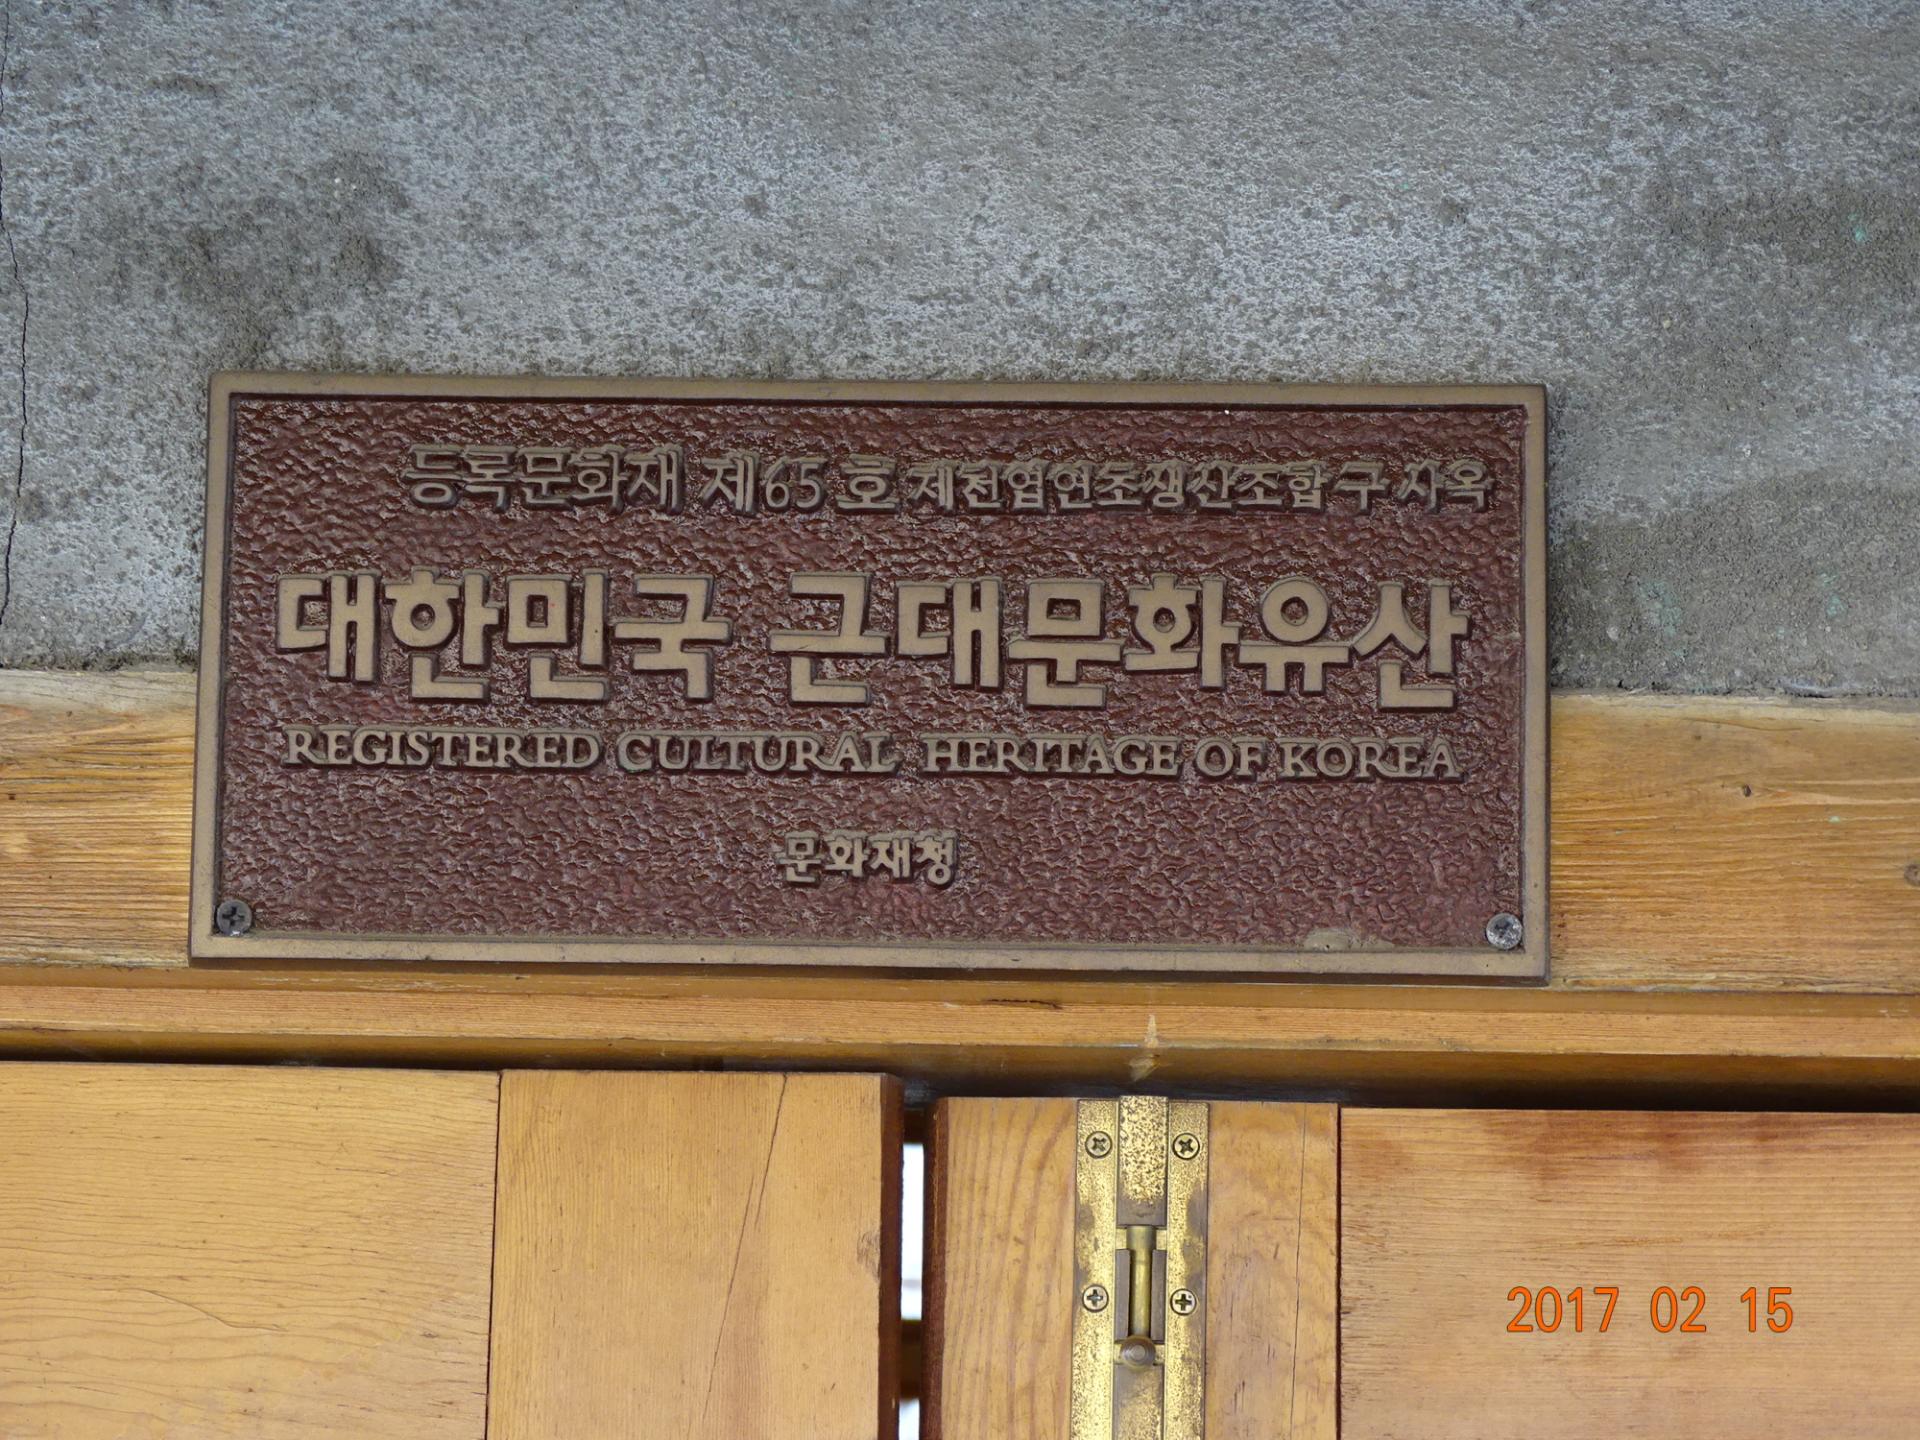 등록문화재 제65호 제천엽연초생산조합구 사옥
대한민국 근대문화유산
REGISTERED CULTURAL HERITAGE OF KOREA
문화재청
2017 02 15